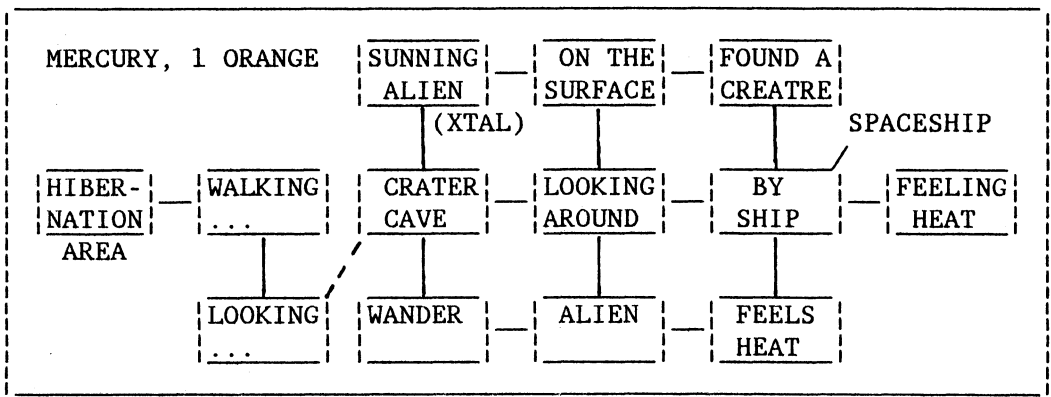 MERCURY, 1 ORANGE
SUNNING
ALIEN
(XTAL)
ON THE
SURFACE
FOUND A
CREATRE
SPACESHIP
HIBER-
NATION
AREA
WALKING
...
CRATER
CAVE
LOOKING
AROUND
BY
SHIP
FEELING
HEAT
LOOKING
...
WANDER
ALIEN
FEELS
HEAT